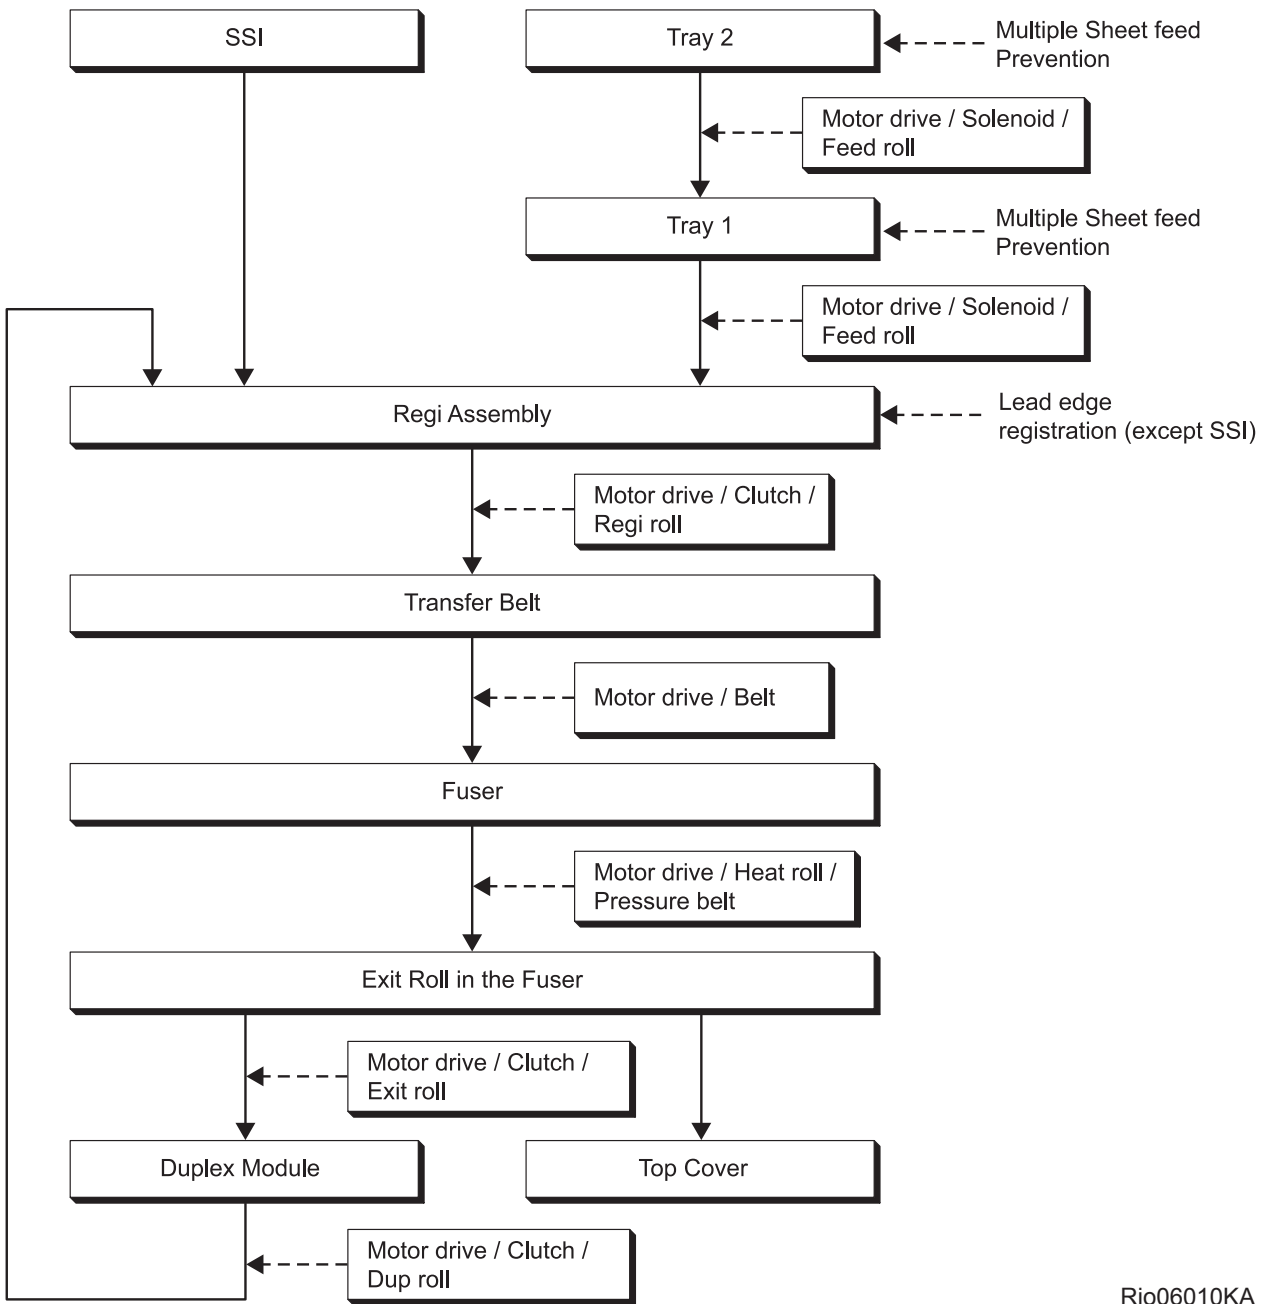 SSI
Tray 2
Multiple Sheet feed
Prevention
Motor drive / Solenoid /
Feed roll
Tray 1
Multiple Sheet feed
Prevention
Motor drive / Solenoid /
Feed roll
Regi Assembly
Lead edge
registration (except SSI)
Motor drive / Clutch /
Regi roll
Transfer Belt
Motor drive / Belt
Fuser
Motor drive / Heat roll /
Pressure belt
Exit Roll in the Fuser
Motor drive / Clutch /
Exit roll
Duplex Module
Top Cover
Motor drive / Clutch /
Dup roll
Rio06010KA